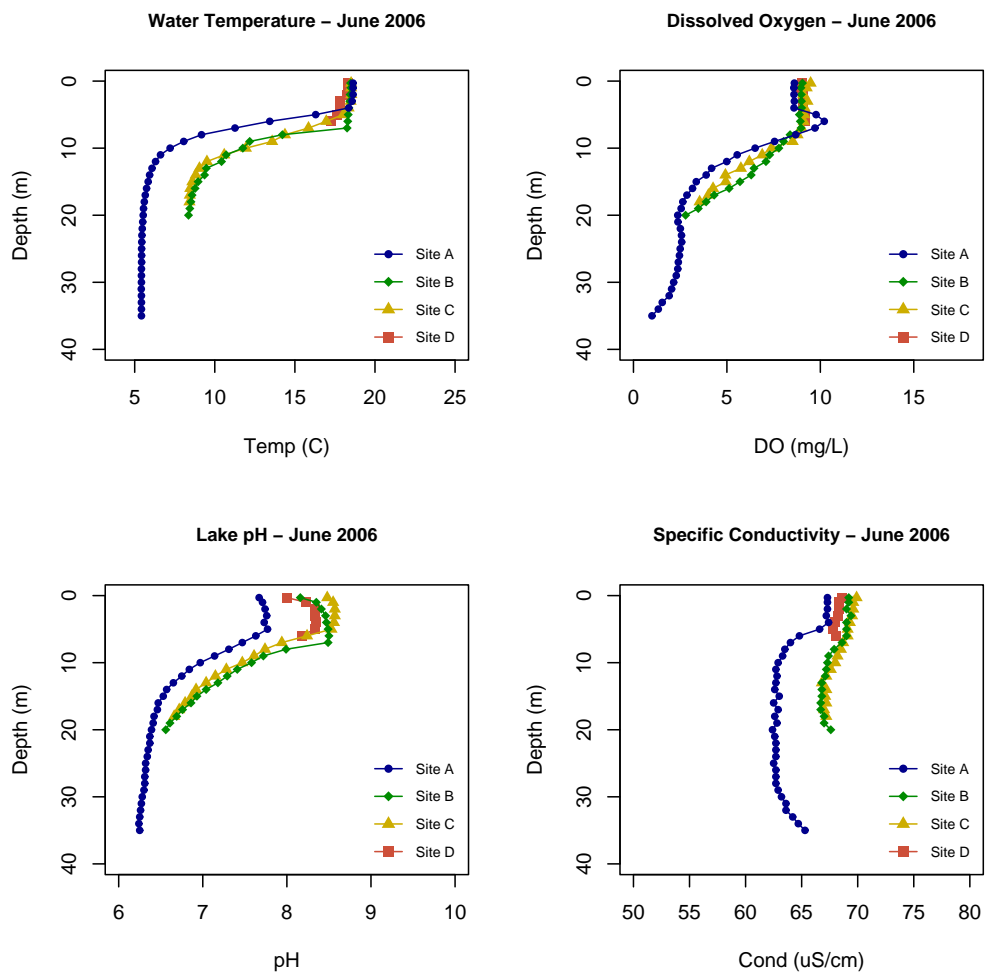 Water Temperature – June 2006
0
10
20
30
40
Depth (m)
5
10
15
20
25
Temp (C)
Site A
Site B
Site C
Site D
Dissolved Oxygen – June 2006
0
10
20
30
40
Depth (m)
0
5
10
15
DO (mg/L)
Site A
Site B
Site C
Site D
Lake pH – June 2006
0
10
20
30
40
Depth (m)
6
7
8
9
10
pH
Site A
Site B
Site C
Site D
Specific Conductivity – June 2006
0
10
20
30
40
Depth (m)
50
55
60
65
70
75
80
Cond (uS/cm)
Site A
Site B
Site C
Site D